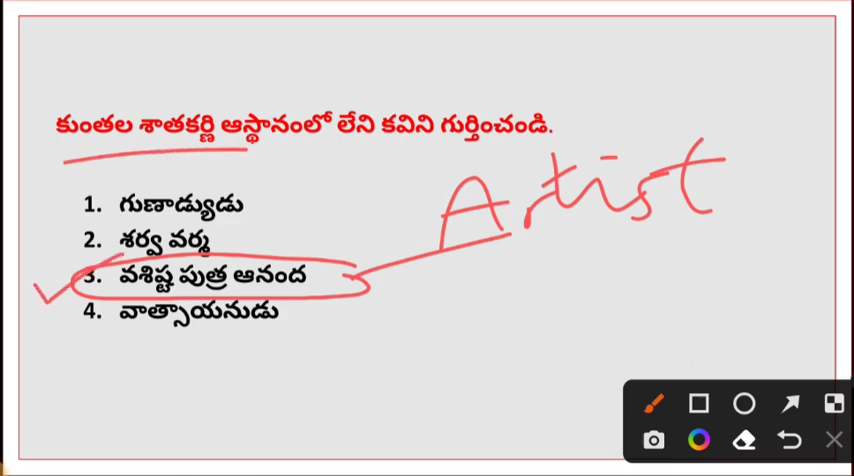 కుంతల శాతకర్ణి ఆస్థానంలో లేని కవిని గుర్తించండి.
Artist
1. గుణాడ్యుడు
2. శర్వ వర్మ
3. వశిష్ట పుత్ర ఆనంద
4. వాత్సాయనుడు